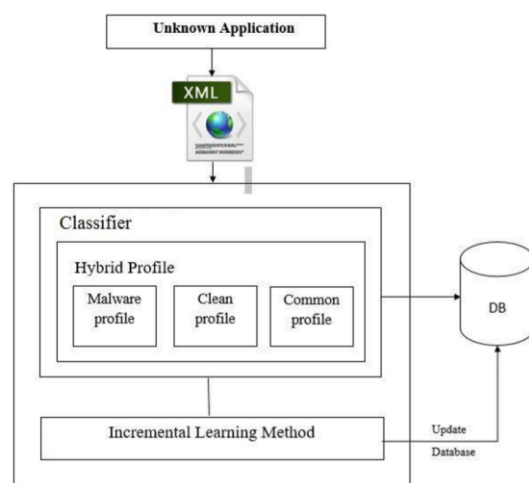 Unknown Application
XML
Classifier
Hybrid Profile
Malware
profile
Clean
profile
Common
profile
DB
Incremental Learning Method
Update
Database